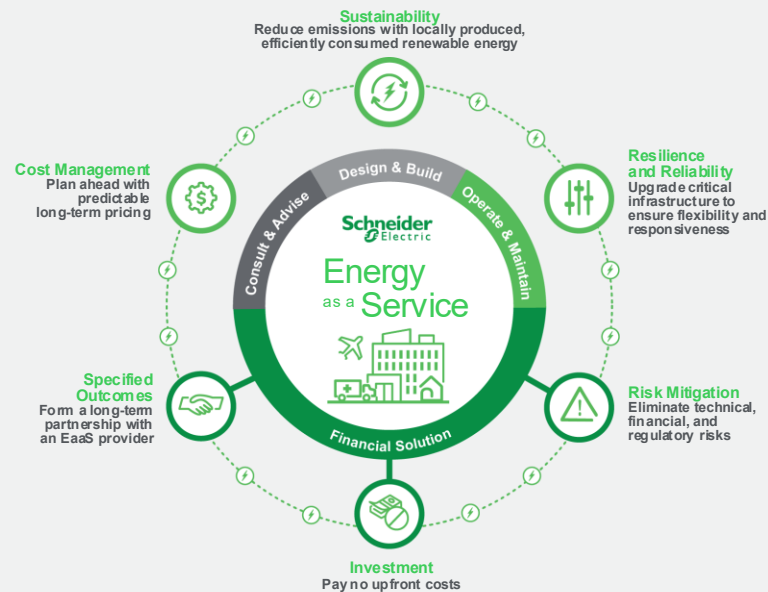 Sustainability
Reduce emissions with locally produced,
efficiently consumed renewable energy
Cost Management
Plan ahead with
predictable
long-term pricing
$
Resilience
and Reliability
Upgrade critical
infrastructure to
ensure flexibility and
responsiveness
Consult & Advise
Design & Build
Operate & Maintain
Schneider
Electric
Energy
as a Service
Specified
Outcomes
Form a long-term
partnership with
an EaaS provider
Risk Mitigation
Eliminate technical,
financial, and
regulatory risks
Financial Solution
Investment
Pay no upfront costs